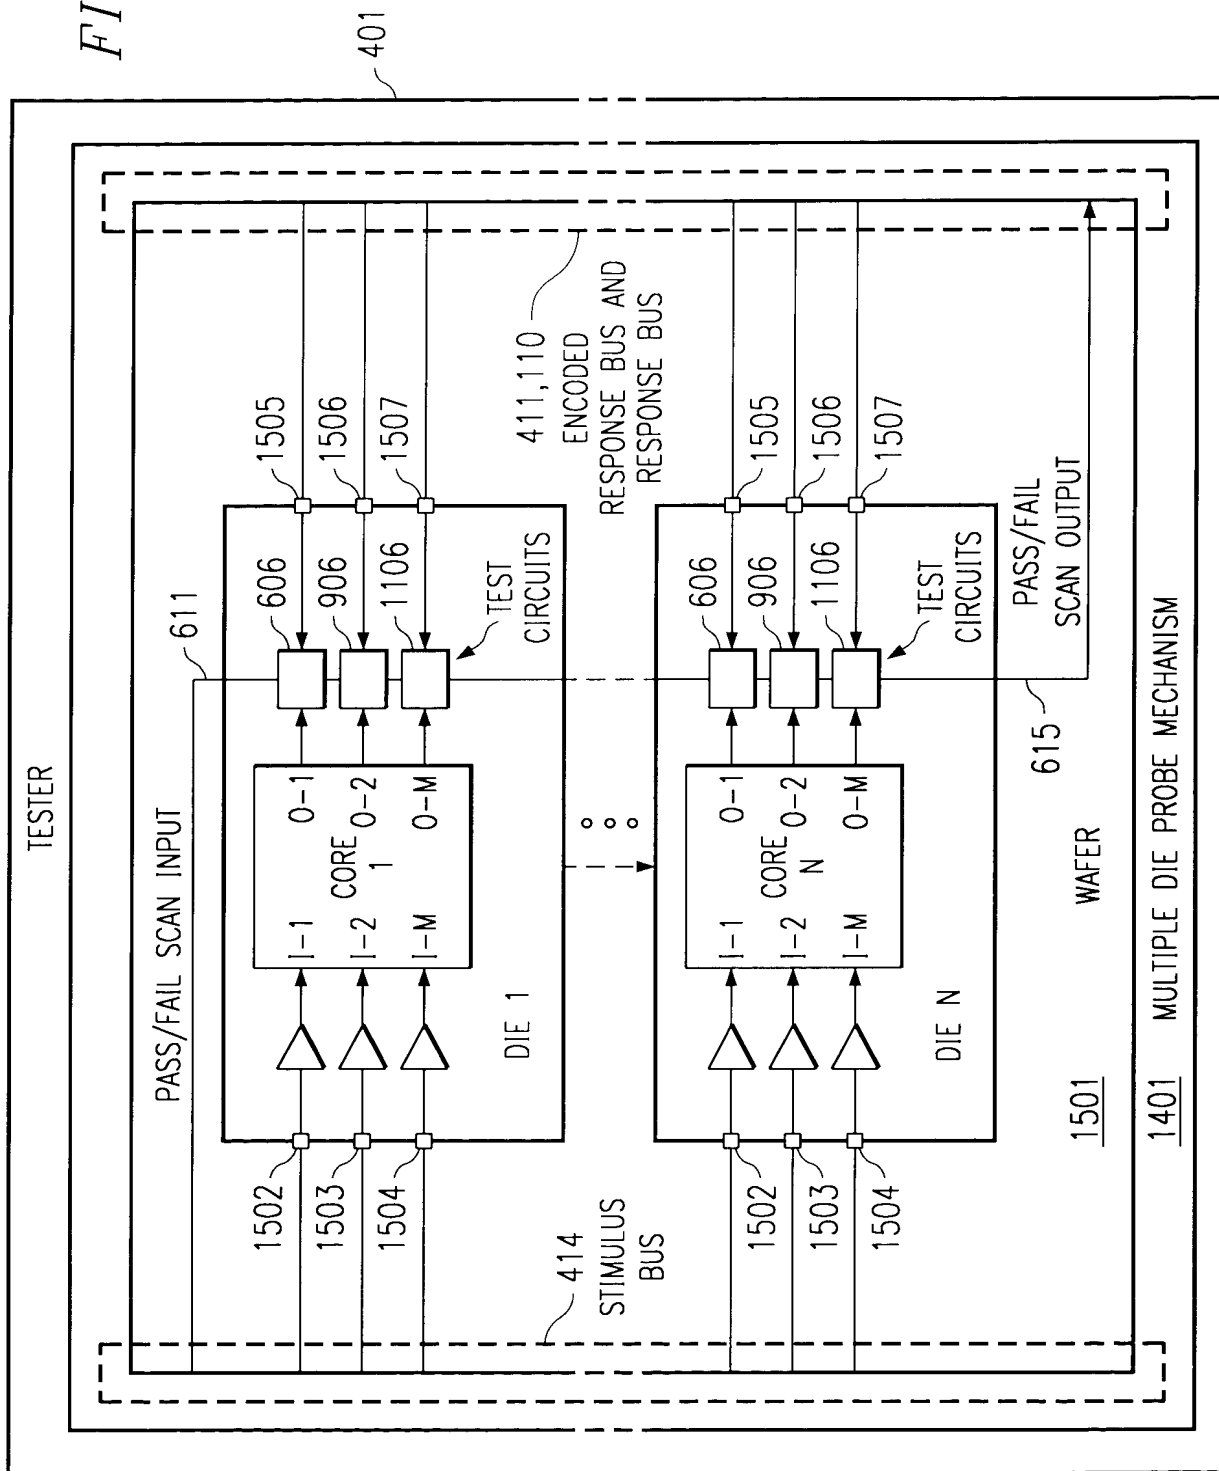 FI
401
TESTER
PASS/FAIL SCAN INPUT
611
1502
1503
1504
I-1
I-2
I-M
CORE
1
O-1
O-2
O-M
DIE 1
606
906
1106
TEST
CIRCUITS
1505
1506
1507
414
STIMULUS
BUS
411,110
ENCODED
RESPONSE BUS AND
RESPONSE BUS
1502
1503
1504
I-1
I-2
I-M
CORE
N
O-1
O-2
O-M
DIE N
606
906
1106
TEST
CIRCUITS
1505
1506
1507
PASS/FAIL
SCAN OUTPUT
615
1501
WAFER
1401
MULTIPLE DIE PROBE MECHANISM